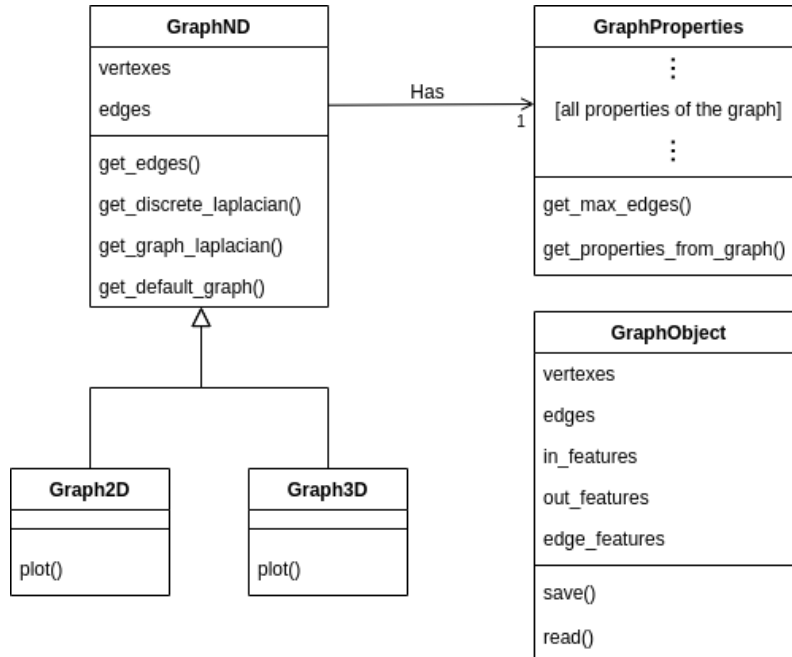 GraphND
vertexes
edges
get_edges()
get_discrete_laplacian()
get_graph_laplacian()
get_default_graph()
Has
1
GraphProperties
[all properties of the graph]
get_max_edges()
get_properties_from_graph()
Graph2D
plot()
Graph3D
plot()
GraphObject
vertexes
edges
in_features
out_features
edge_features
save()
read()